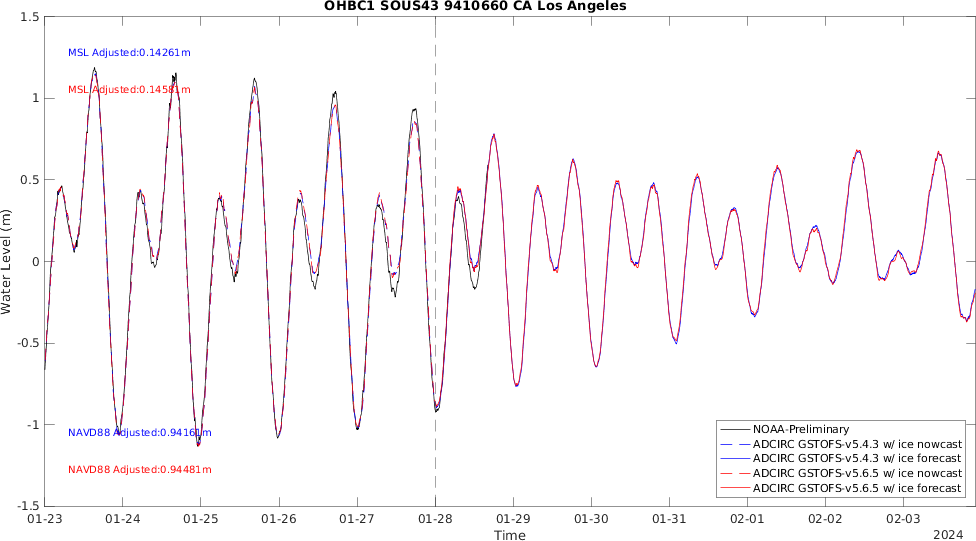 OHBC1 SOUS43 9410660 CA Los Angeles
1.5
MSL Adjusted:0.14261m
MSL Adjusted:0.14581m
1
0.5
0
-0.5
-1
-1.5
Water Level (m)
NAVD88 Adjusted:0.94161m
NAVD88 Adjusted:0.94481m
NOAA-Preliminary
ADCIRC GSTOFS-v5.4.3 w/ ice nowcast
ADCIRC GSTOFS-v5.4.3 w/ ice forecast
ADCIRC GSTOFS-v5.6.5 w/ ice nowcast
ADCIRC GSTOFS-v5.6.5 w/ ice forecast
01-23 01-24 01-25 01-26 01-27 01-28 01-29 01-30 01-31 02-01 02-02 02-03
Time
2024